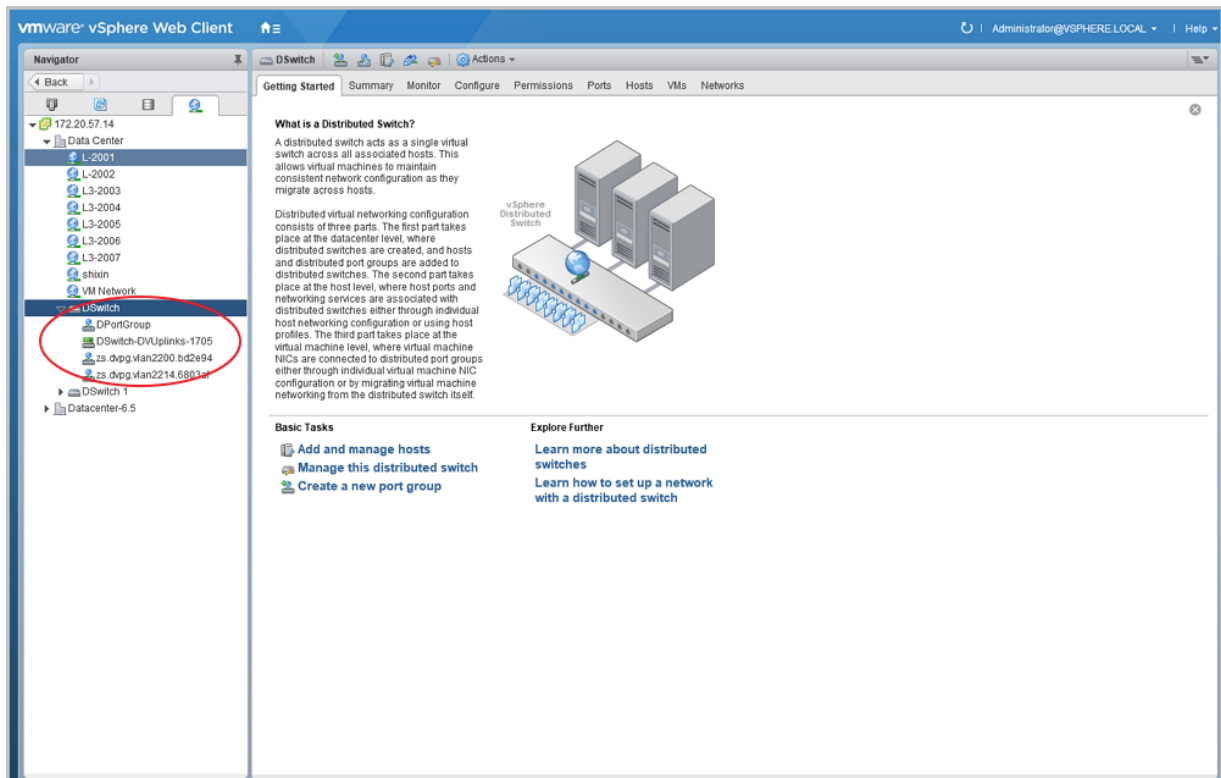 vmware® vSphere Web Client
Administrator@VSPHERE.LOCAL
Help
Navigator
Back
172.20.57.14
Data Center
L-2001
L-2002
L3-2003
L3-2004
L3-2005
L3-2006
L3-2007
shixin
VM Network
DSwitch
DPortGroup
DSwitch-DVUplinks-1705
zs.dvpg.vlan2200.bd2e94
zs.dvpg.vlan2214.6803af
DSwitch 1
Datacenter-6.5
DSwitch
Actions
Getting Started Summary Monitor Configure Permissions Ports Hosts VMs Networks
What is a Distributed Switch?
A distributed switch acts as a single virtual
switch across all associated hosts. This
allows virtual machines to maintain
consistent network configuration as they
migrate across hosts.
Distributed virtual networking configuration
consists of three parts. The first part takes
place at the datacenter level, where
distributed switches are created, and hosts
and distributed port groups are added to
distributed switches. The second part takes
place at the host level, where host ports and
networking services are associated with
distributed switches either through individual
host networking configuration or using host
profiles. The third part takes place at the
virtual machine level, where virtual machine
NICs are connected to distributed port groups
either through individual virtual machine NIC
configuration or by migrating virtual machine
networking from the distributed switch itself.
vSphere
Distributed
Switch
Basic Tasks
Add and manage hosts
Manage this distributed switch
Create a new port group
Explore Further
Learn more about distributed
switches
Learn how to set up a network
with a distributed switch